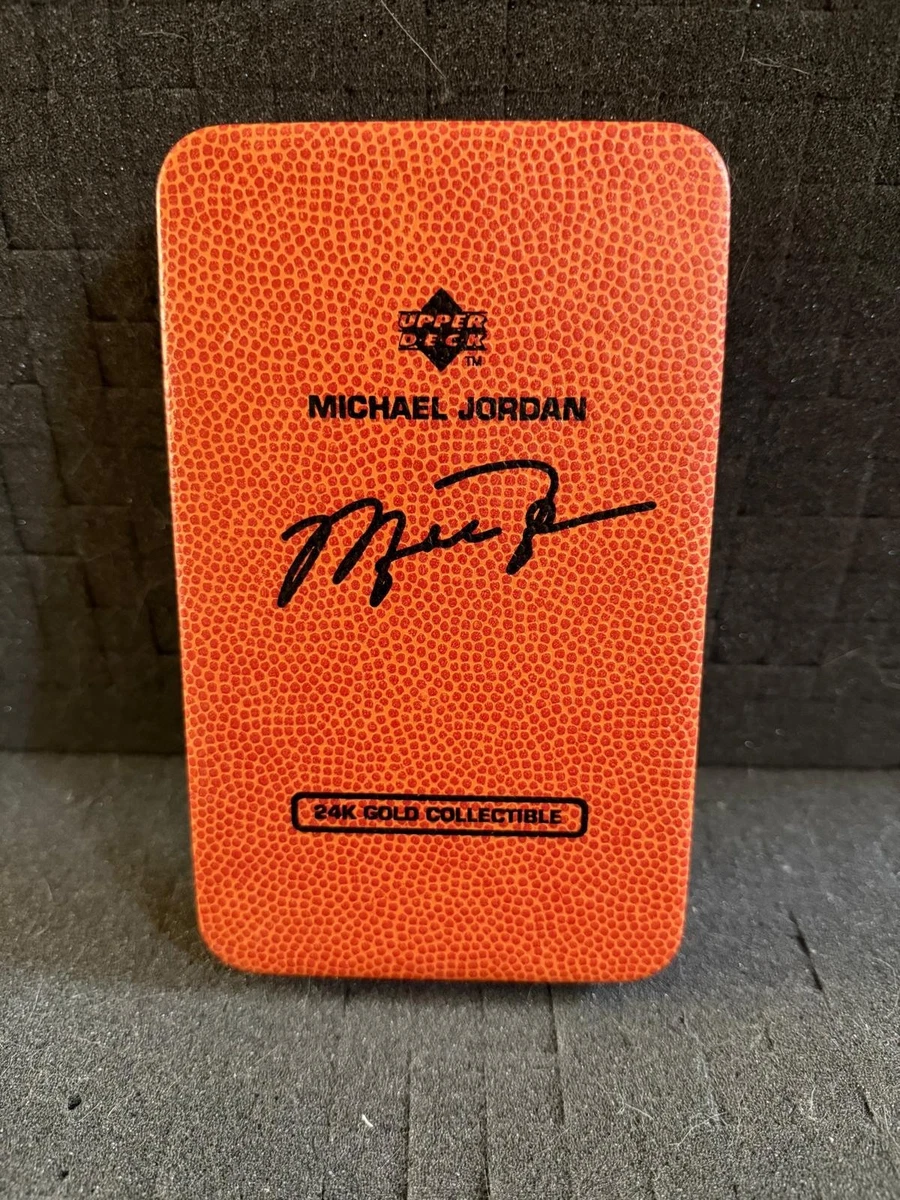 UPPER
DECK
TM
MICHAEL JORDAN
24K GOLD COLLECTIBLE